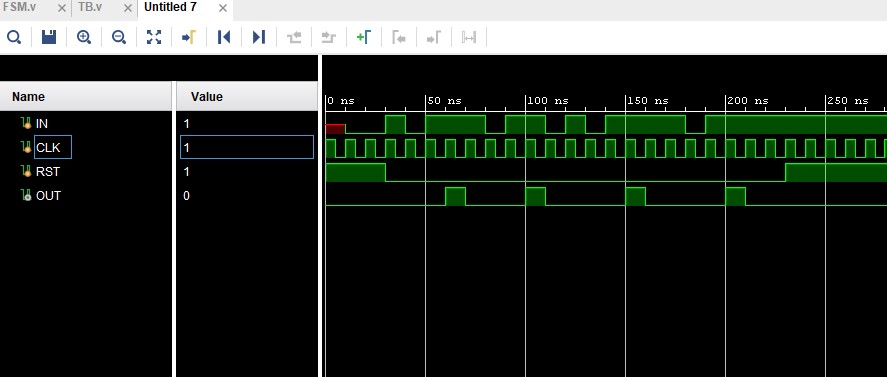 FSM.v TB.v Untitled 7
Name Value
0 ns 50 ns 100 ns 150 ns 200 ns 250 ns
IN 1
CLK 1
RST 1
OUT 0